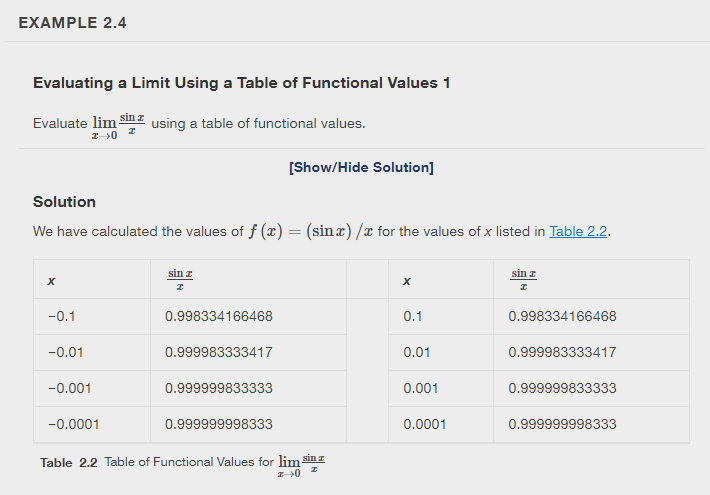 EXAMPLE 2.4
Evaluating a Limit Using a Table of Functional Values 1
Evaluate lim x→0 sin x / x using a table of functional values.
[Show/Hide Solution]
Solution
We have calculated the values of f (x) = (sin x) /x for the values of x listed in Table 2.2.
x sin x / x x sin x / x
−0.1 0.998334166468 0.1 0.998334166468
−0.01 0.999983333417 0.01 0.999983333417
−0.001 0.999999833333 0.001 0.999999833333
−0.0001 0.999999998333 0.0001 0.999999998333
Table 2.2 Table of Functional Values for lim x→0 sin x / x